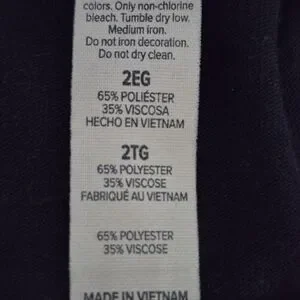 colors. Only non-chlorine
bleach. Tumble dry low.
Medium iron.
Do not iron decoration.
Do not dry clean.
2EG
65% POLIÉSTER
35% VISCOSA
HECHO EN VIETNAM
2TG
65% POLYESTER
35% VISCOSE
FABRIQUÉ AU VIETNAM
65% POLYESTER
35% VISCOSE
MADE IN VIETNAM